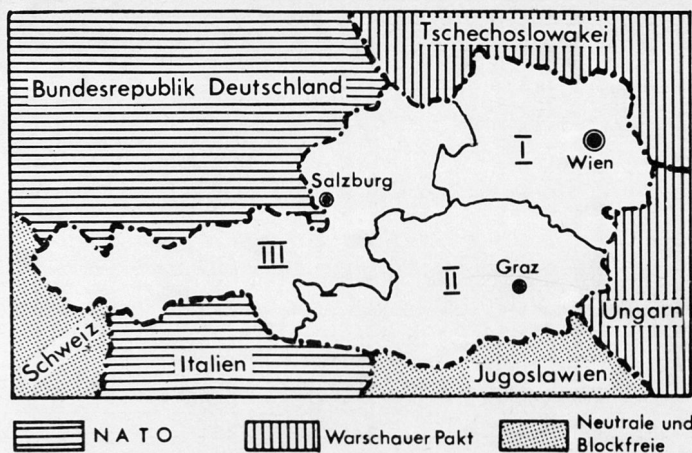 Tschechoslowakei
Bundesrepublik Deutschland
I
Wien
Salzburg
III
II
Graz
Schweiz
Italien
Jugoslawien
Ungarn
NATO
Warschauer Pakt
Neutrale und
Blockfreie